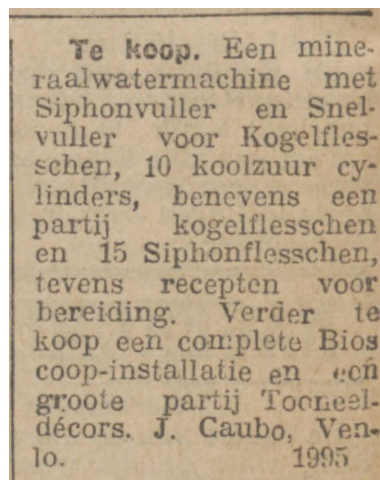 Te koop. Een mine-
raalwatermachine met
Siphonvuller en Snel-
vuller voor Kogelfles-
schen, 10 koolzuur cy-
linders, benevens een
partij kogelflesschen
en 15 Siphonflesschen,
tevens recepten voor
bereiding. Verder te
koop een complete Bios
coop-installatie en een
groote partij Tooneel-
décors. J. Caubo, Ven-
lo. 1995